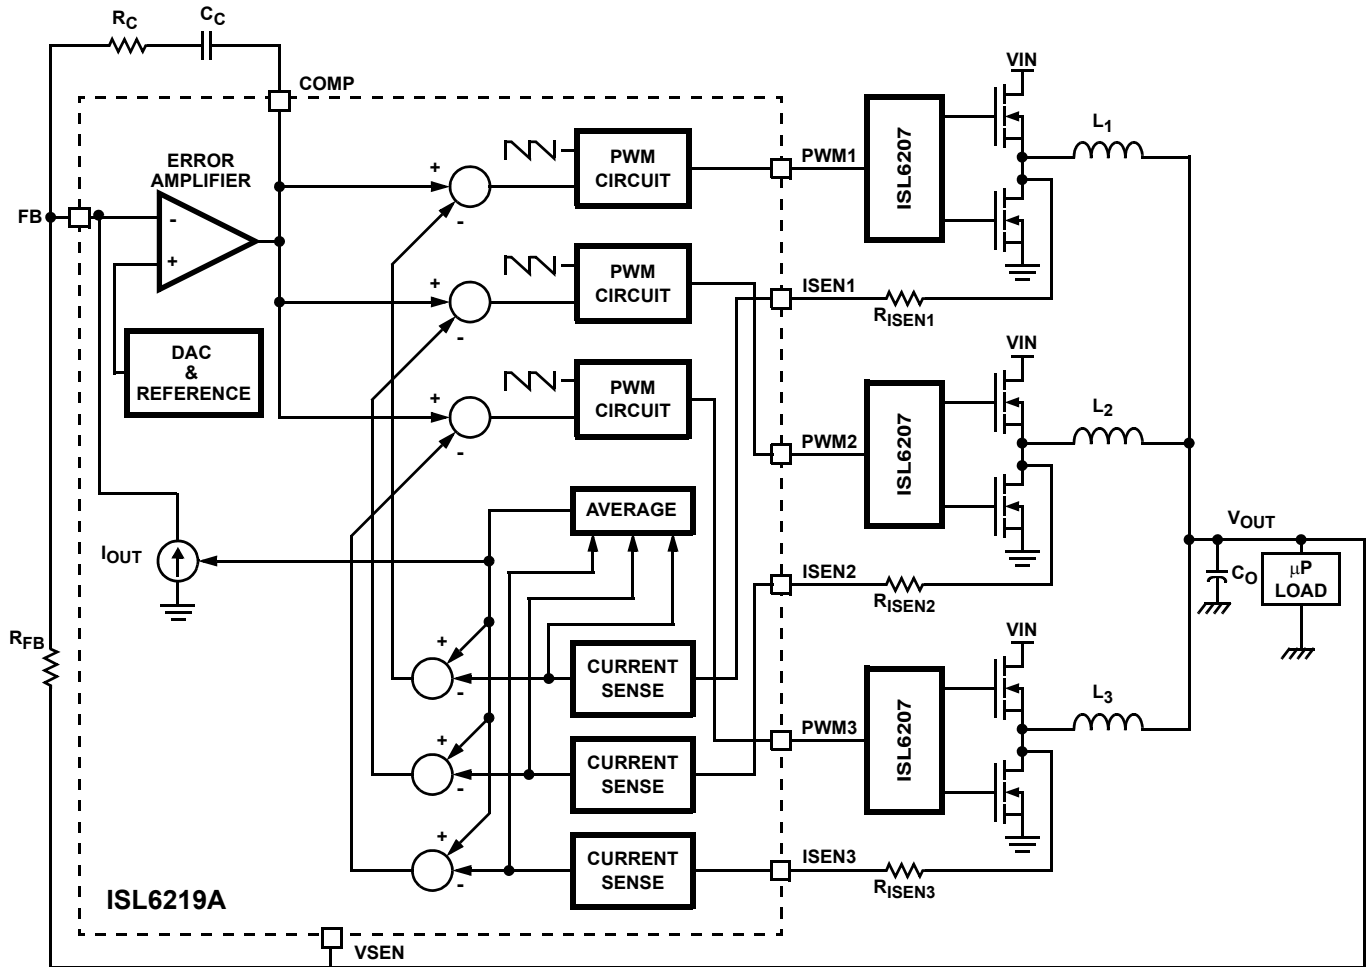 RC
CC
COMP
VIN
L1
ERROR
AMPLIFIER
+
-
PWM
CIRCUIT
PWM1
ISL6207
FB
-
+
+
-
PWM
CIRCUIT
ISEN1
RISEN1
DAC
&
REFERENCE
+
-
PWM
CIRCUIT
VIN
PWM2
ISL6207
L2
AVERAGE
IOUT
VOUT
ISEN2
RISEN2
CO
μP
LOAD
RFB
+
-
CURRENT
SENSE
VIN
PWM3
ISL6207
L3
+
-
CURRENT
SENSE
+
-
CURRENT
SENSE
ISEN3
RISEN3
ISL6219A
VSEN